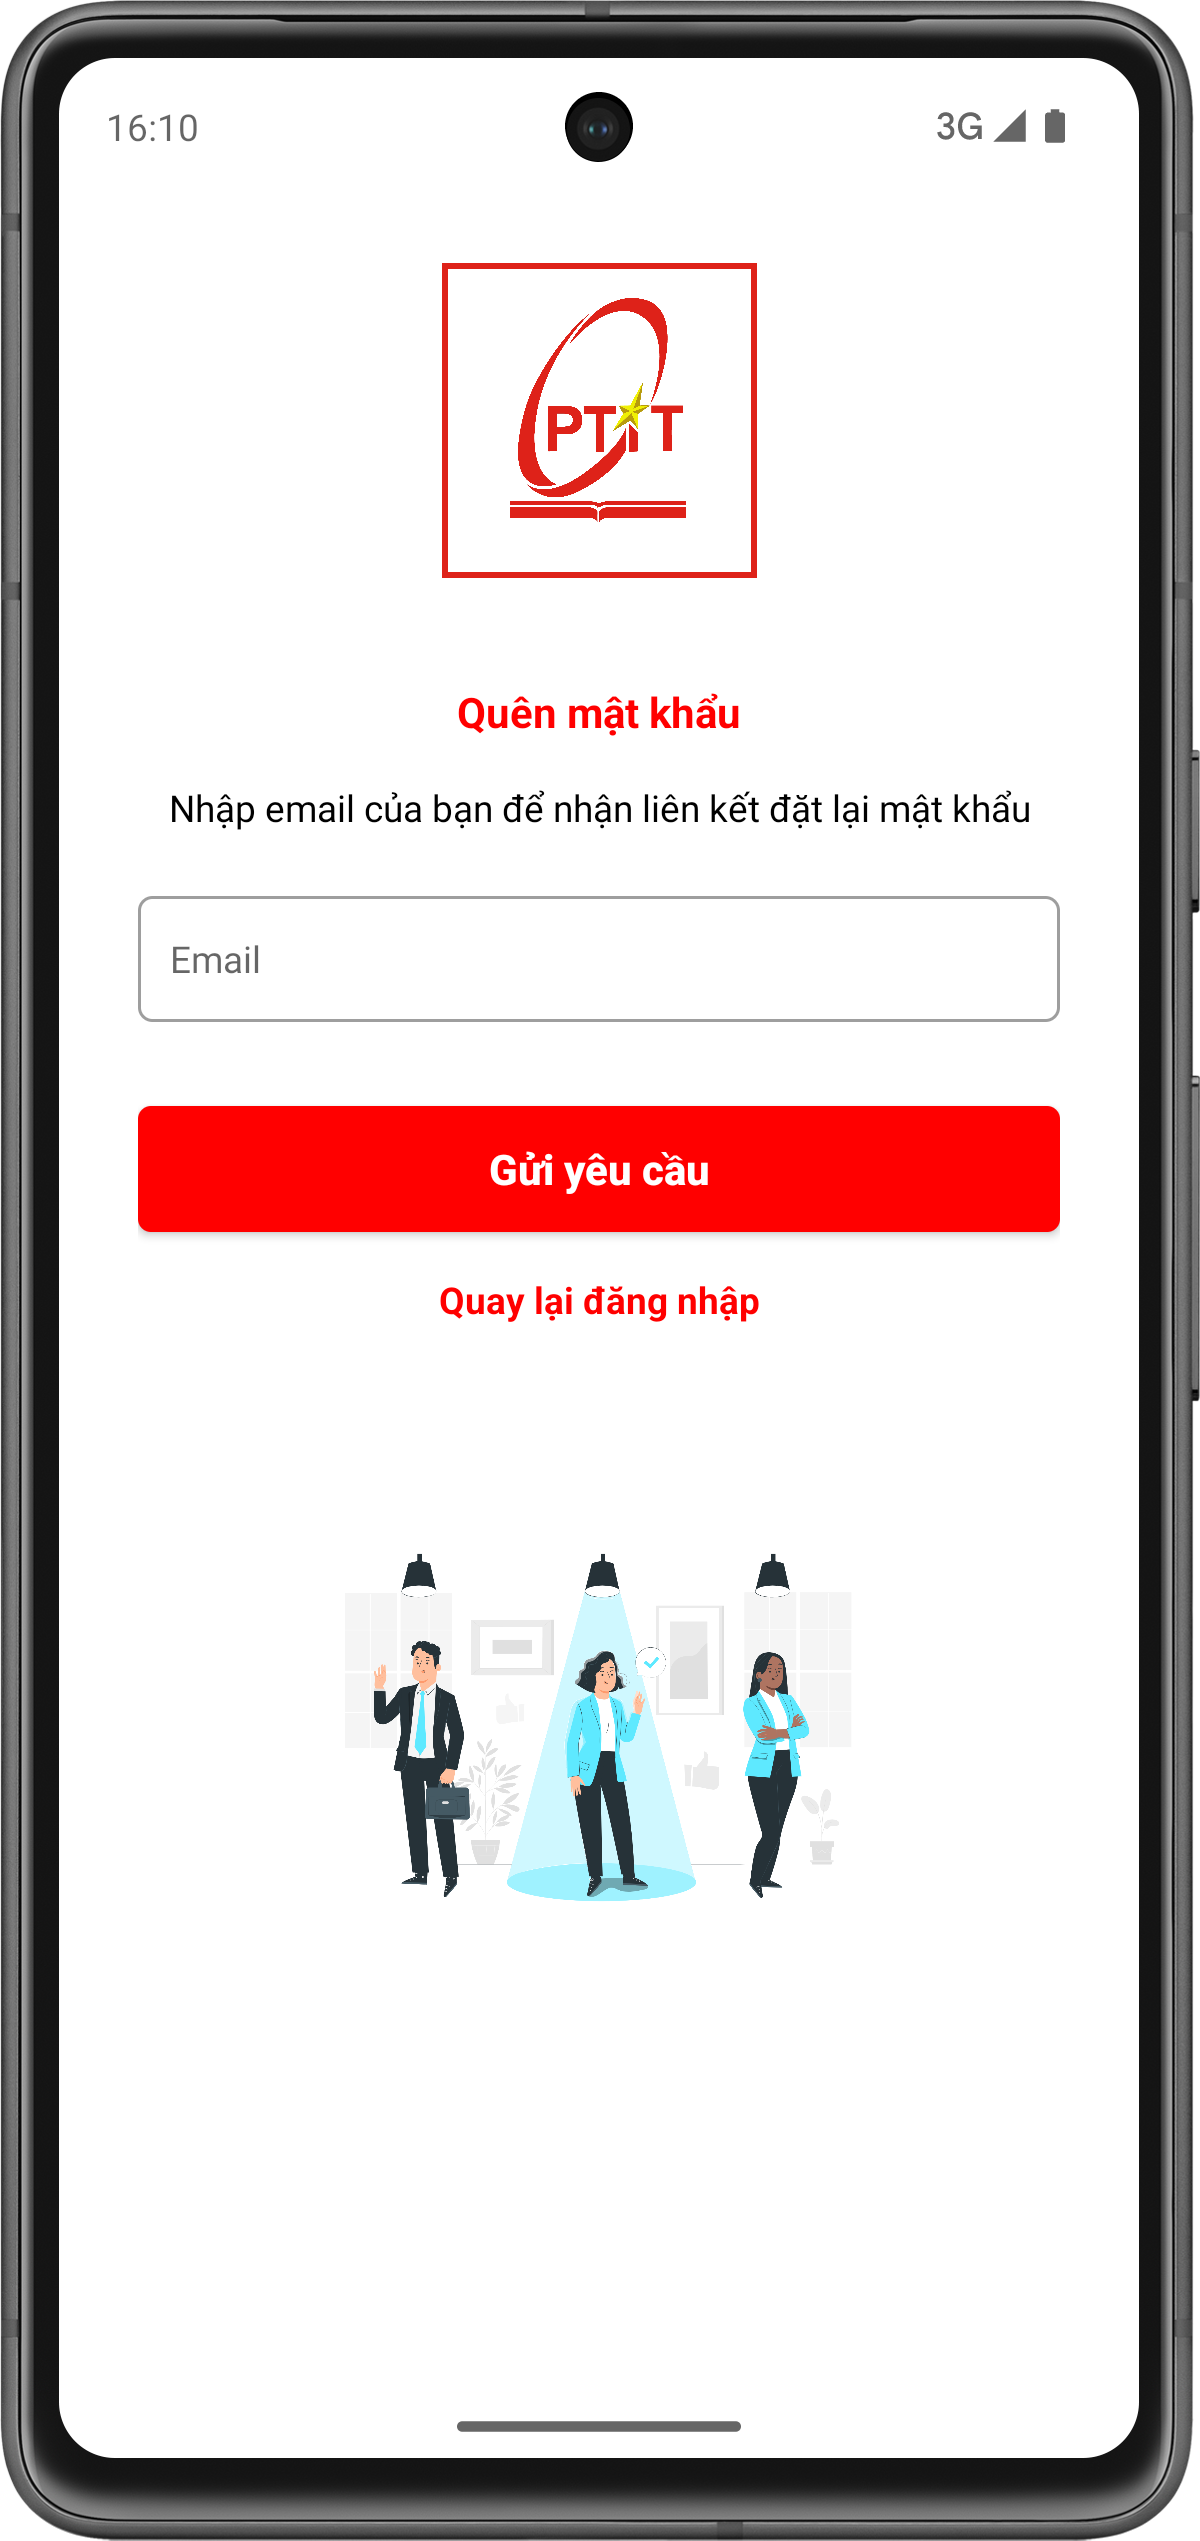 16:10
3G
PTIT
Quên mật khẩu
Nhập email của bạn để nhận liên kết đặt lại mật khẩu
Email
Gửi yêu cầu
Quay lại đăng nhập